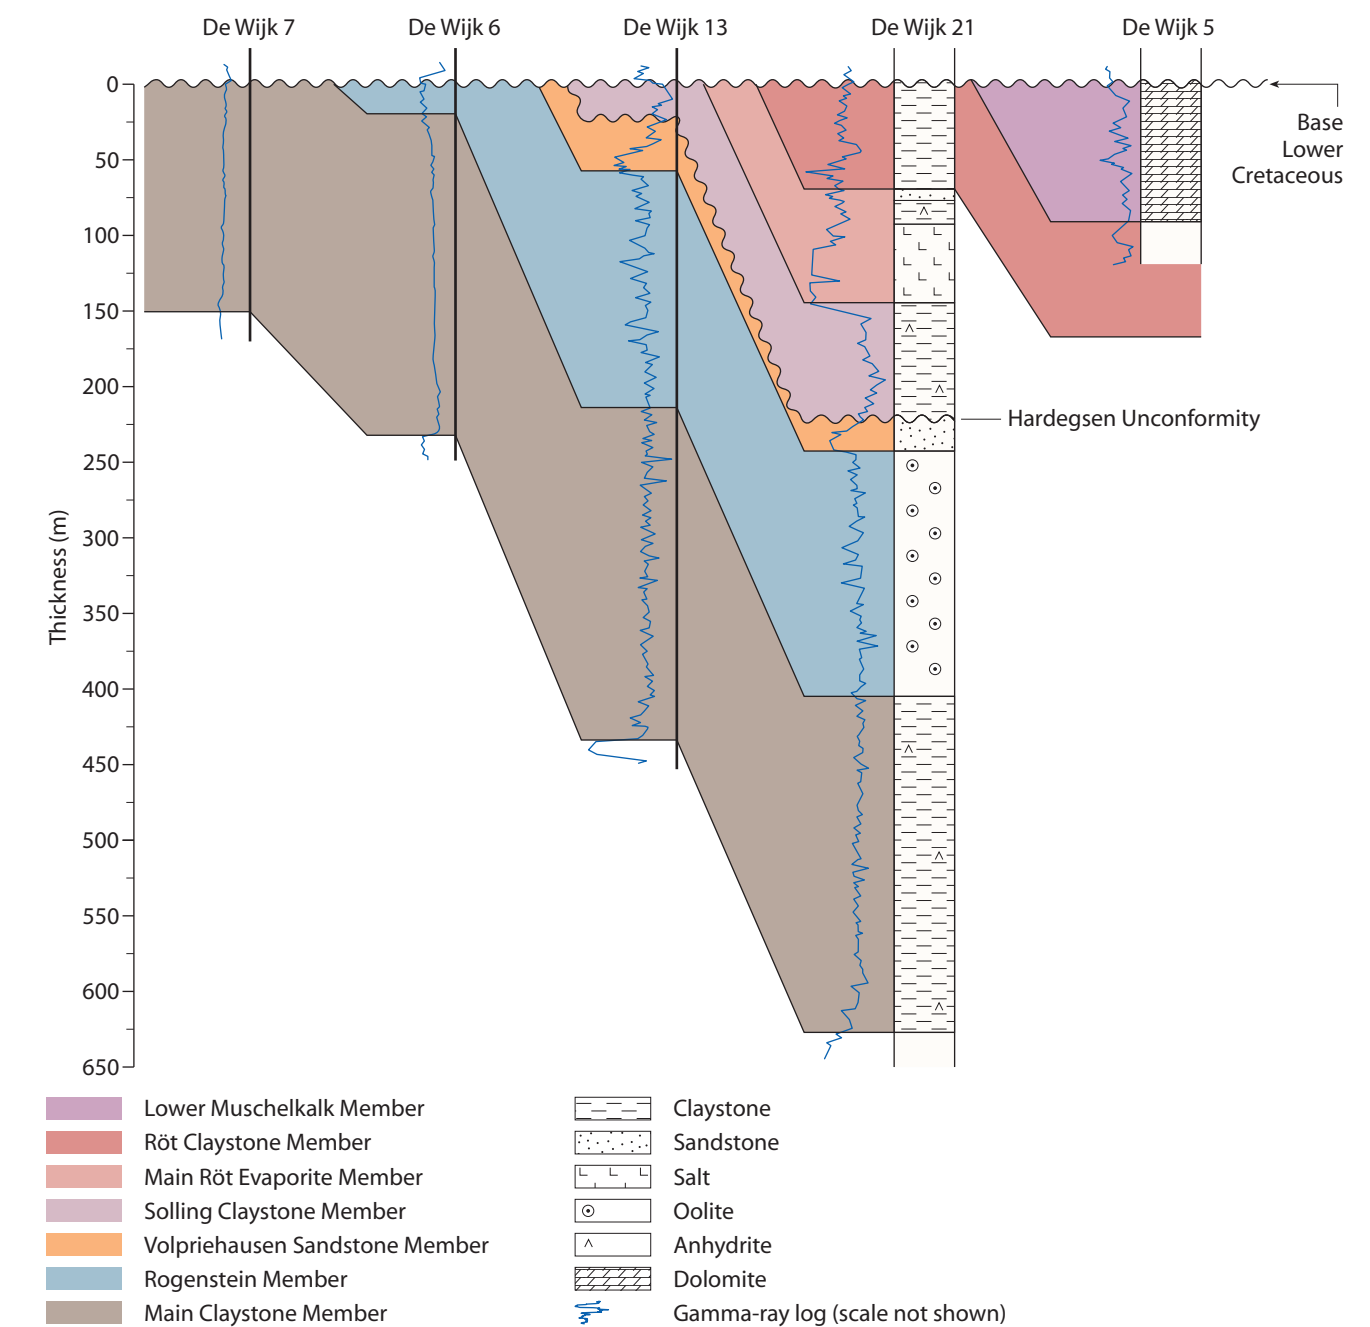 De Wijk 7
De Wijk 6
De Wijk 13
De Wijk 21
De Wijk 5
0
50
100
150
200
250
300
350
400
450
500
550
600
650
Thickness (m)
Base
Lower
Cretaceous
Hardegsen Unconformity
Lower Muschelkalk Member
Röt Claystone Member
Main Röt Evaporite Member
Solling Claystone Member
Volpriehausen Sandstone Member
Rogenstein Member
Main Claystone Member
Claystone
Sandstone
Salt
Oolite
Anhydrite
Dolomite
Gamma-ray log (scale not shown)